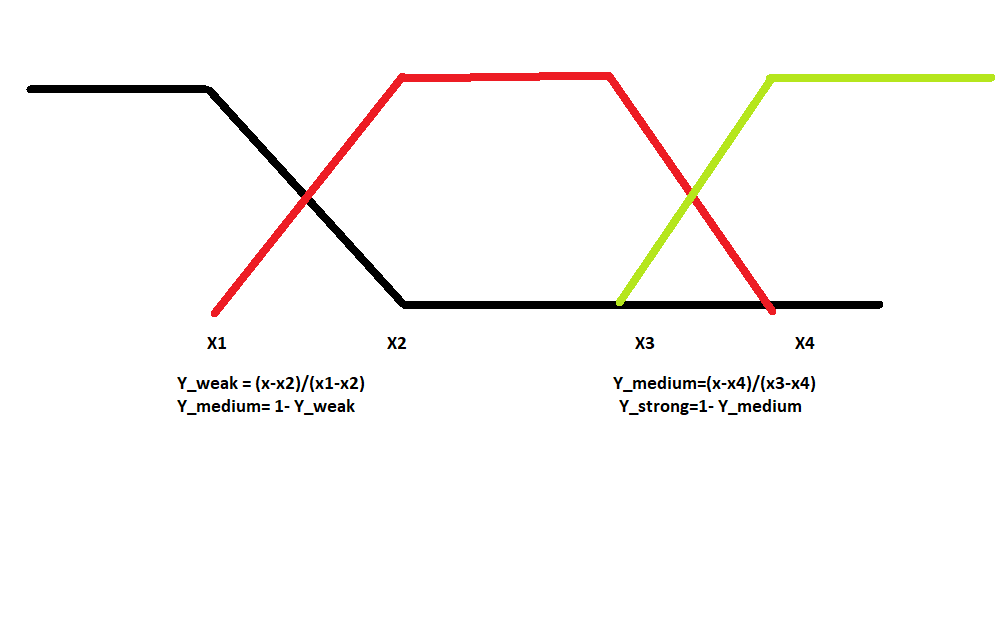 X1 X2 X3 X4
Y_weak = (x-x2)/(x1-x2)
Y_medium= 1- Y_weak
Y_medium=(x-x4)/(x3-x4)
Y_strong=1- Y_medium